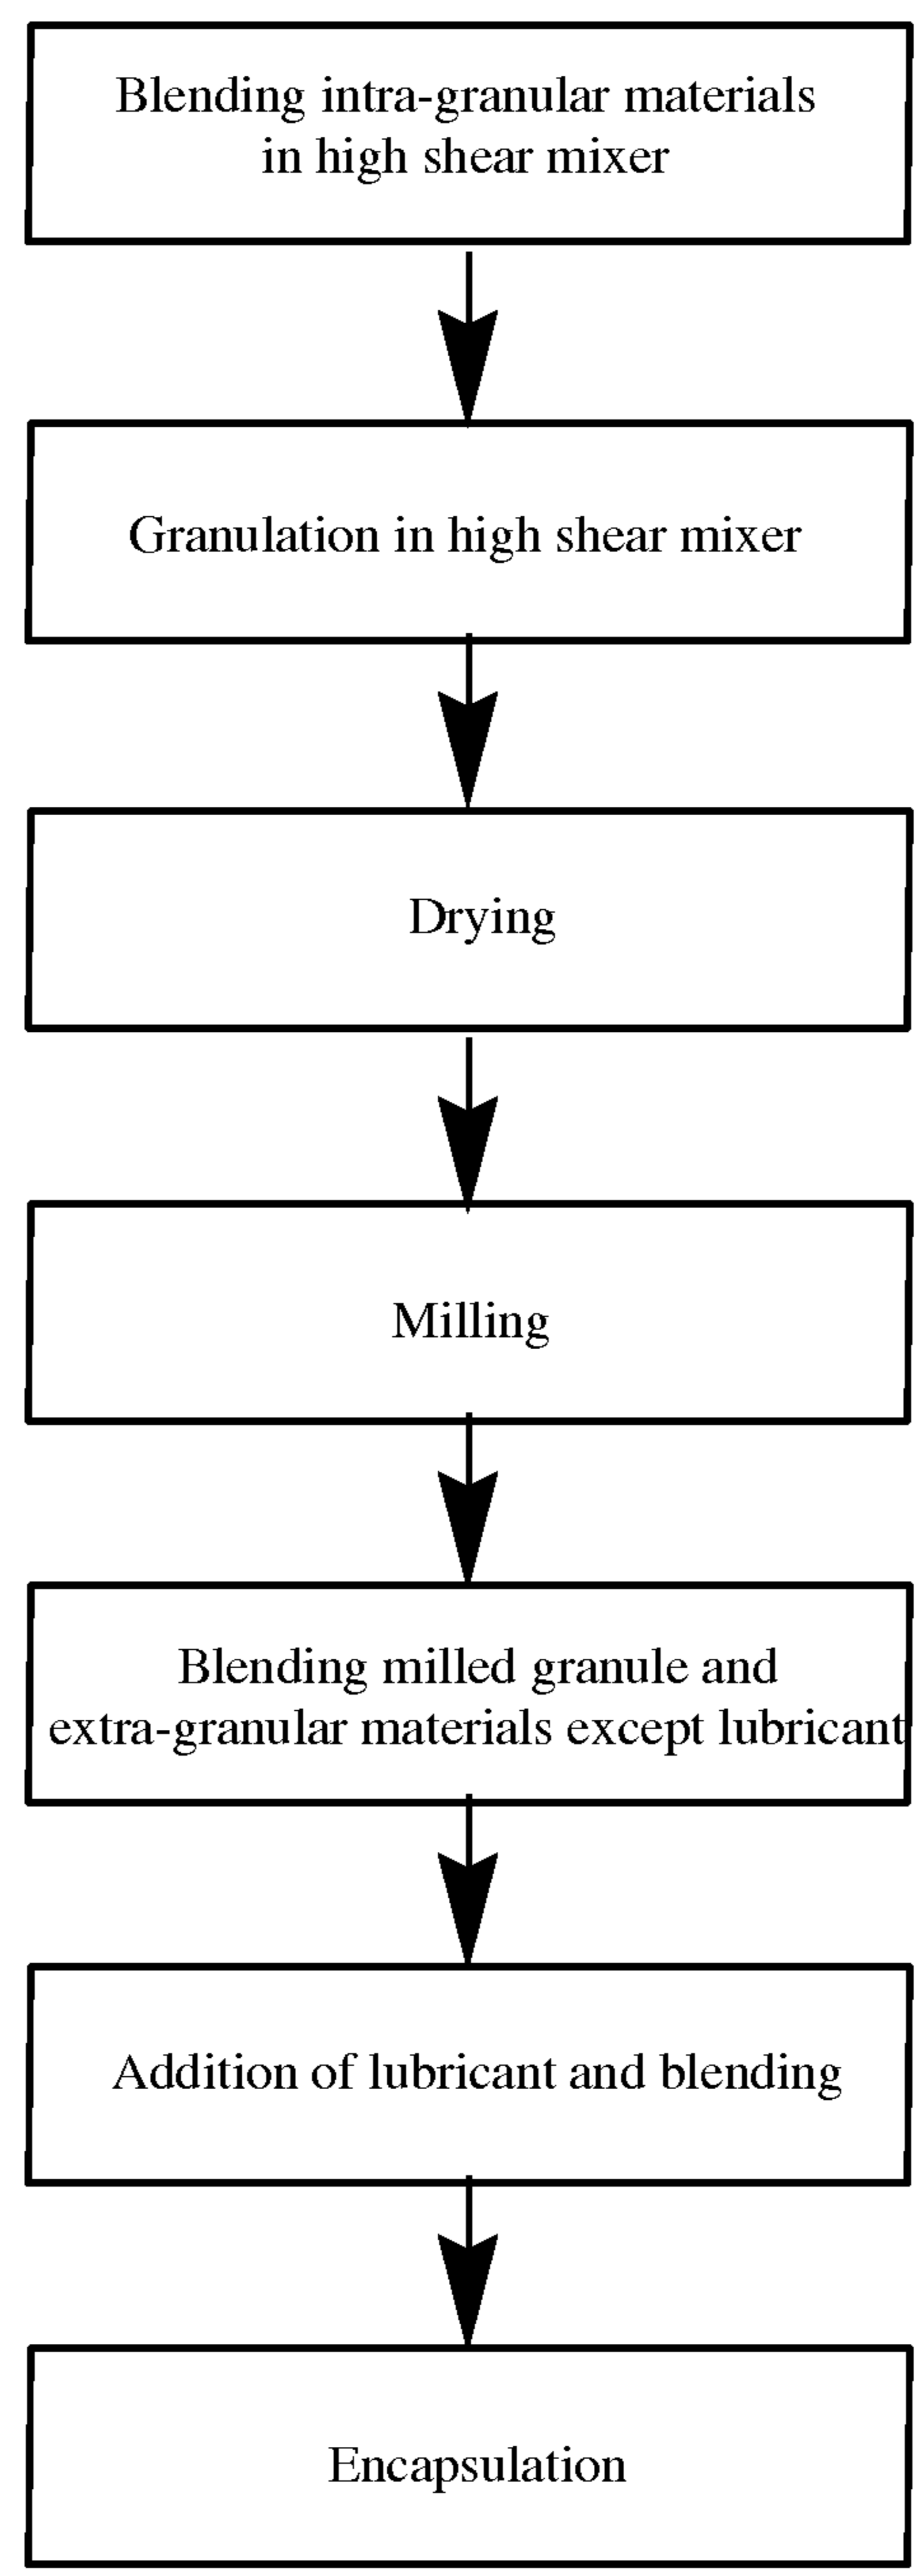 Blending intra-granular materials
in high shear mixer
Granulation in high shear mixer
Drying
Milling
Blending milled granule and
extra-granular materials except lubricant
Addition of lubricant and blending
Encapsulation